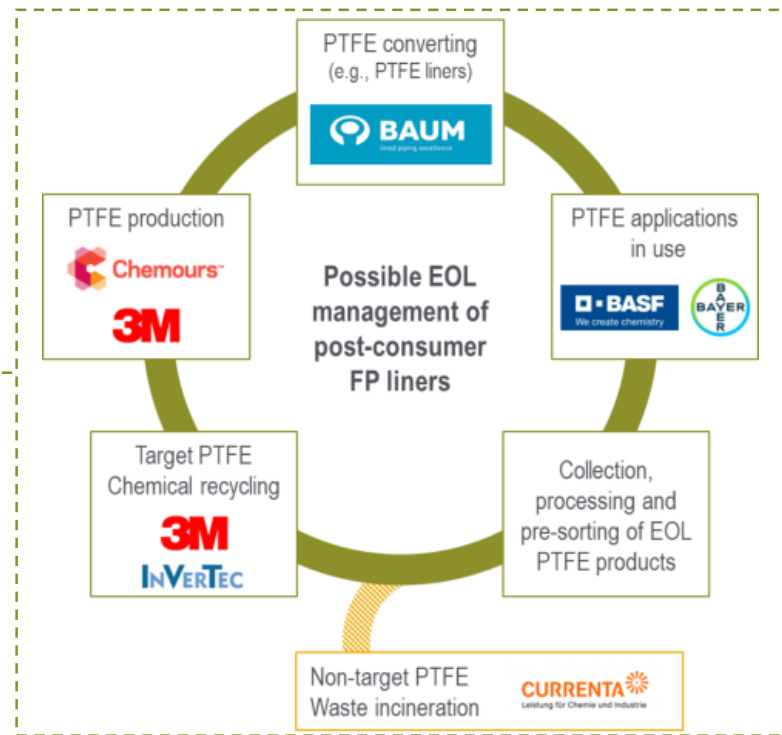 PTFE converting
(e.g., PTFE liners)
BAUM
lined piping excellence
PTFE production
Chemours™
3M
PTFE applications
in use
BASF
We create chemistry
BAYER
BAYER
Possible EOL
management of
post-consumer
FP liners
Target PTFE
Chemical recycling
3M
INVERTEC
Collection,
processing and
pre-sorting of EOL
PTFE products
Non-target PTFE
Waste incineration
CURRENTA
Leistung für Chemie und Industrie